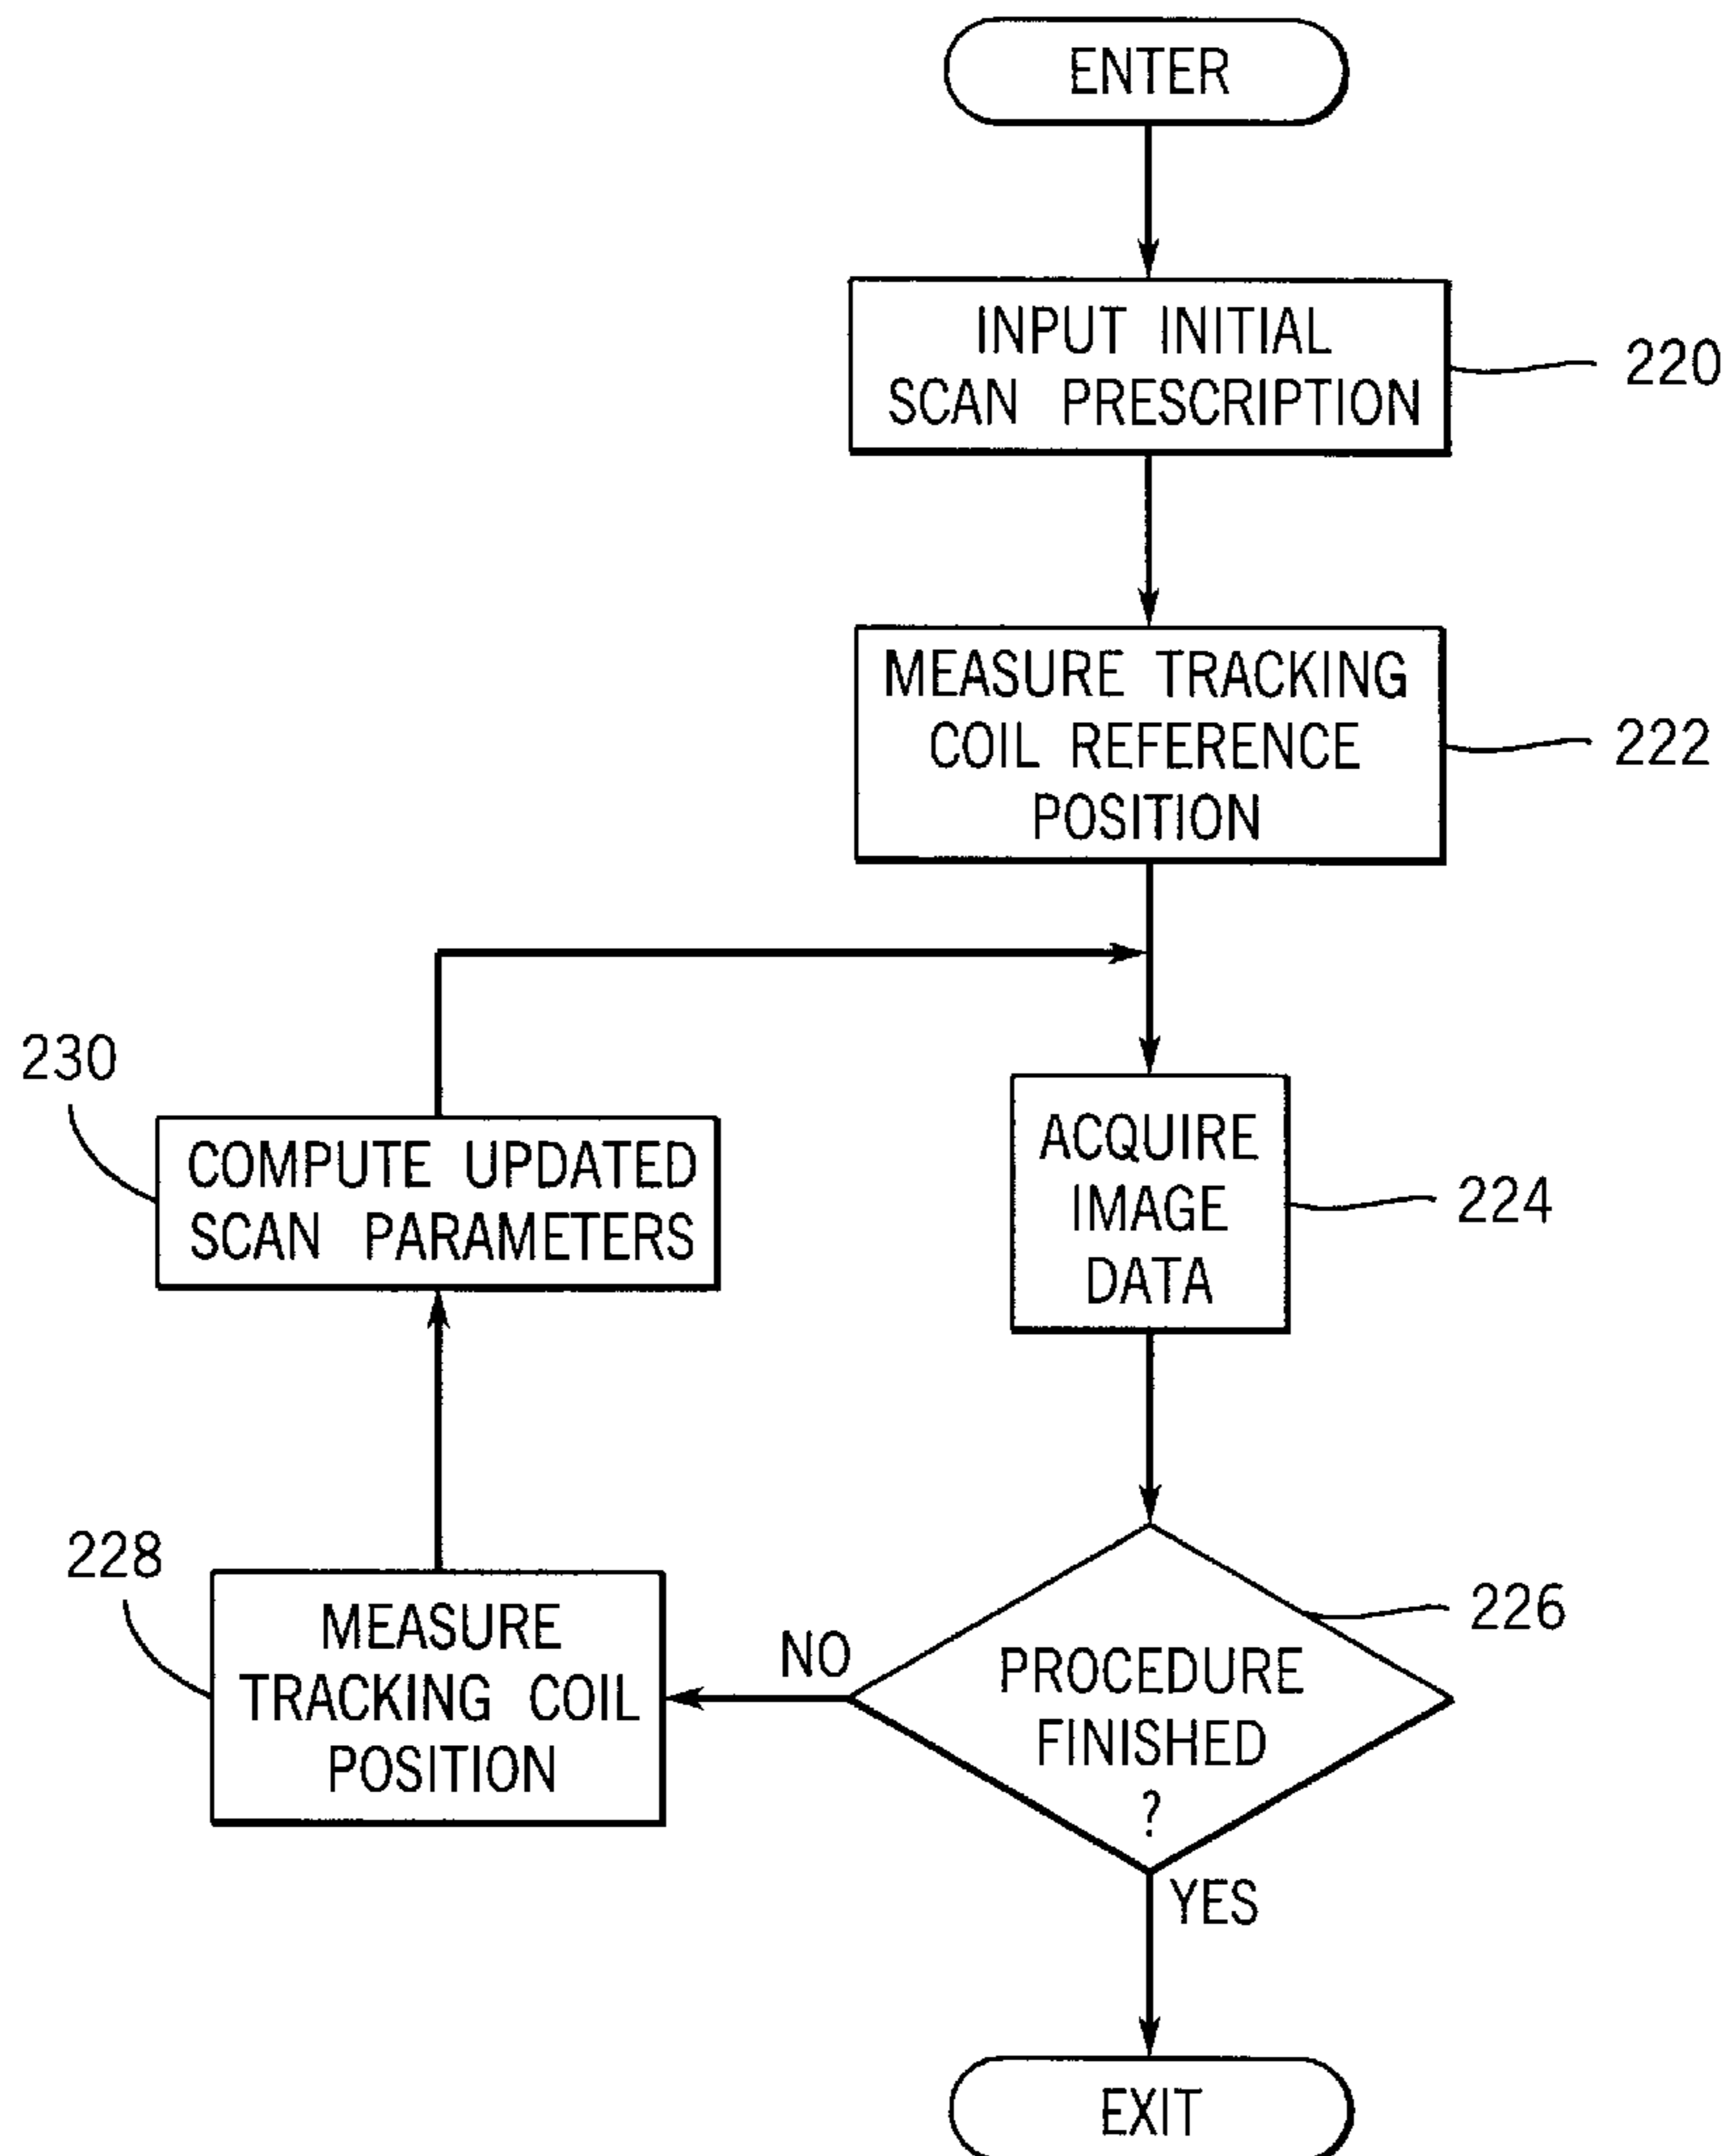 ENTER
INPUT INITIAL
SCAN PRESCRIPTION
220
MEASURE TRACKING
COIL REFERENCE
POSITION
222
230
COMPUTE UPDATED
SCAN PARAMETERS
ACQUIRE
IMAGE
DATA
224
228
MEASURE
TRACKING COIL
POSITION
NO
226
PROCEDURE
FINISHED
?
YES
EXIT